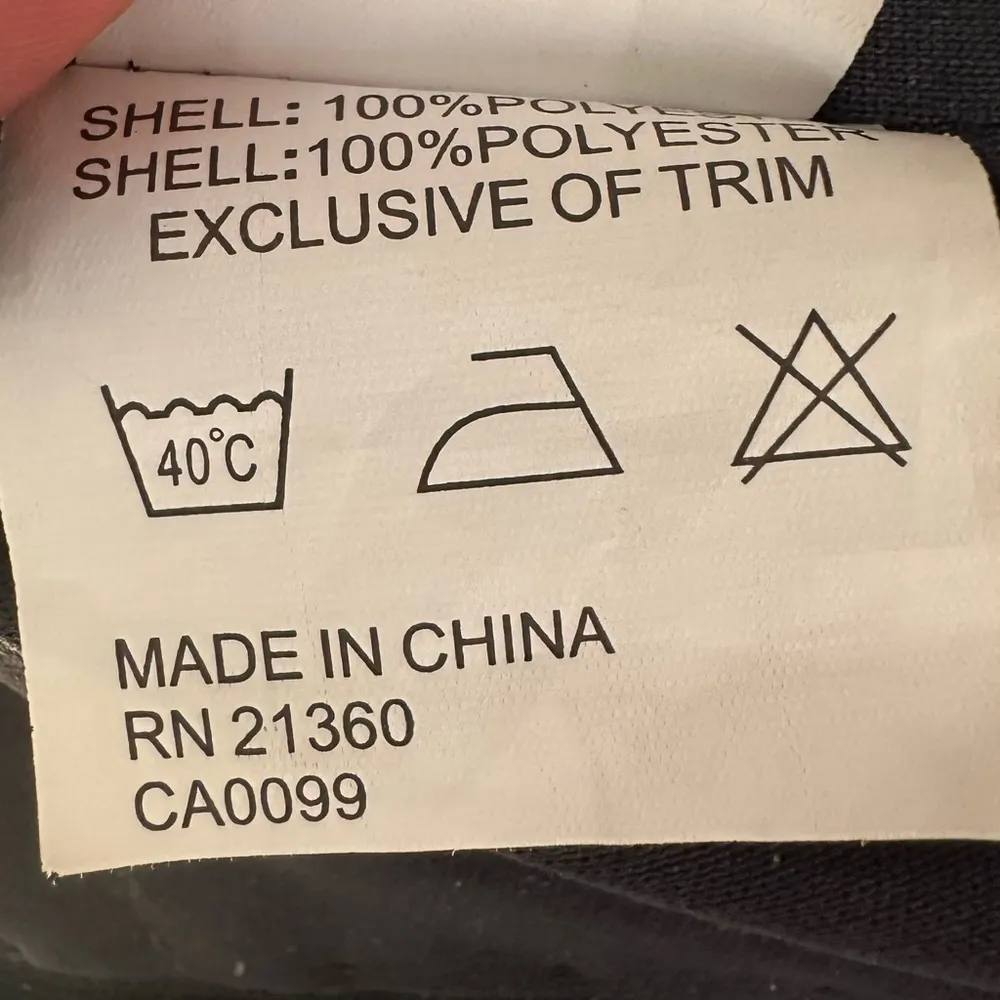 SHELL: 100%POLYESTER
SHELL:100%POLYESTER
EXCLUSIVE OF TRIM
40°C
MADE IN CHINA
RN 21360
CA0099